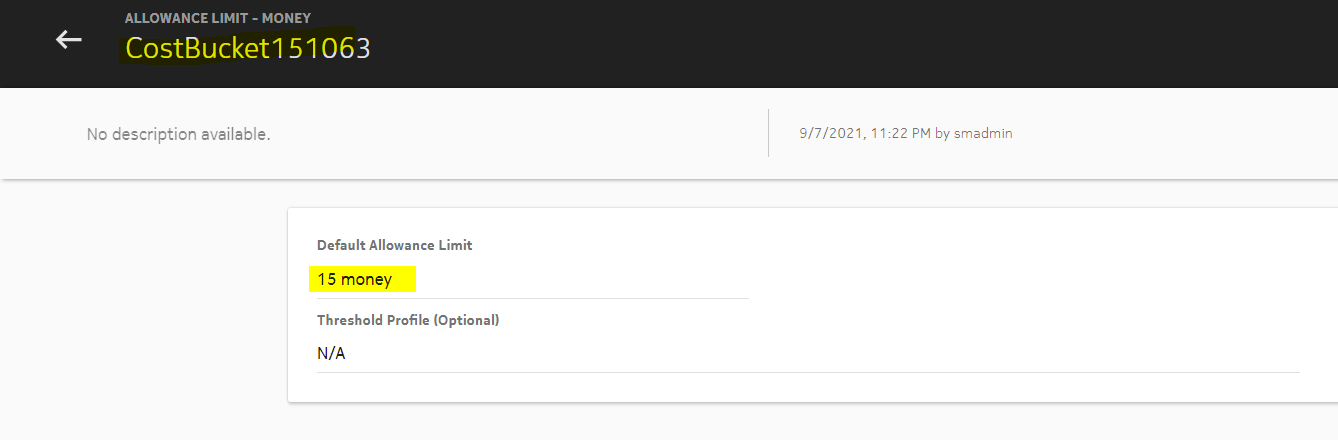 ALLOWANCE LIMIT - MONEY
CostBucket151063
No description available.
9/7/2021, 11:22 PM by smadmin
Default Allowance Limit
15 money
Threshold Profile (Optional)
N/A